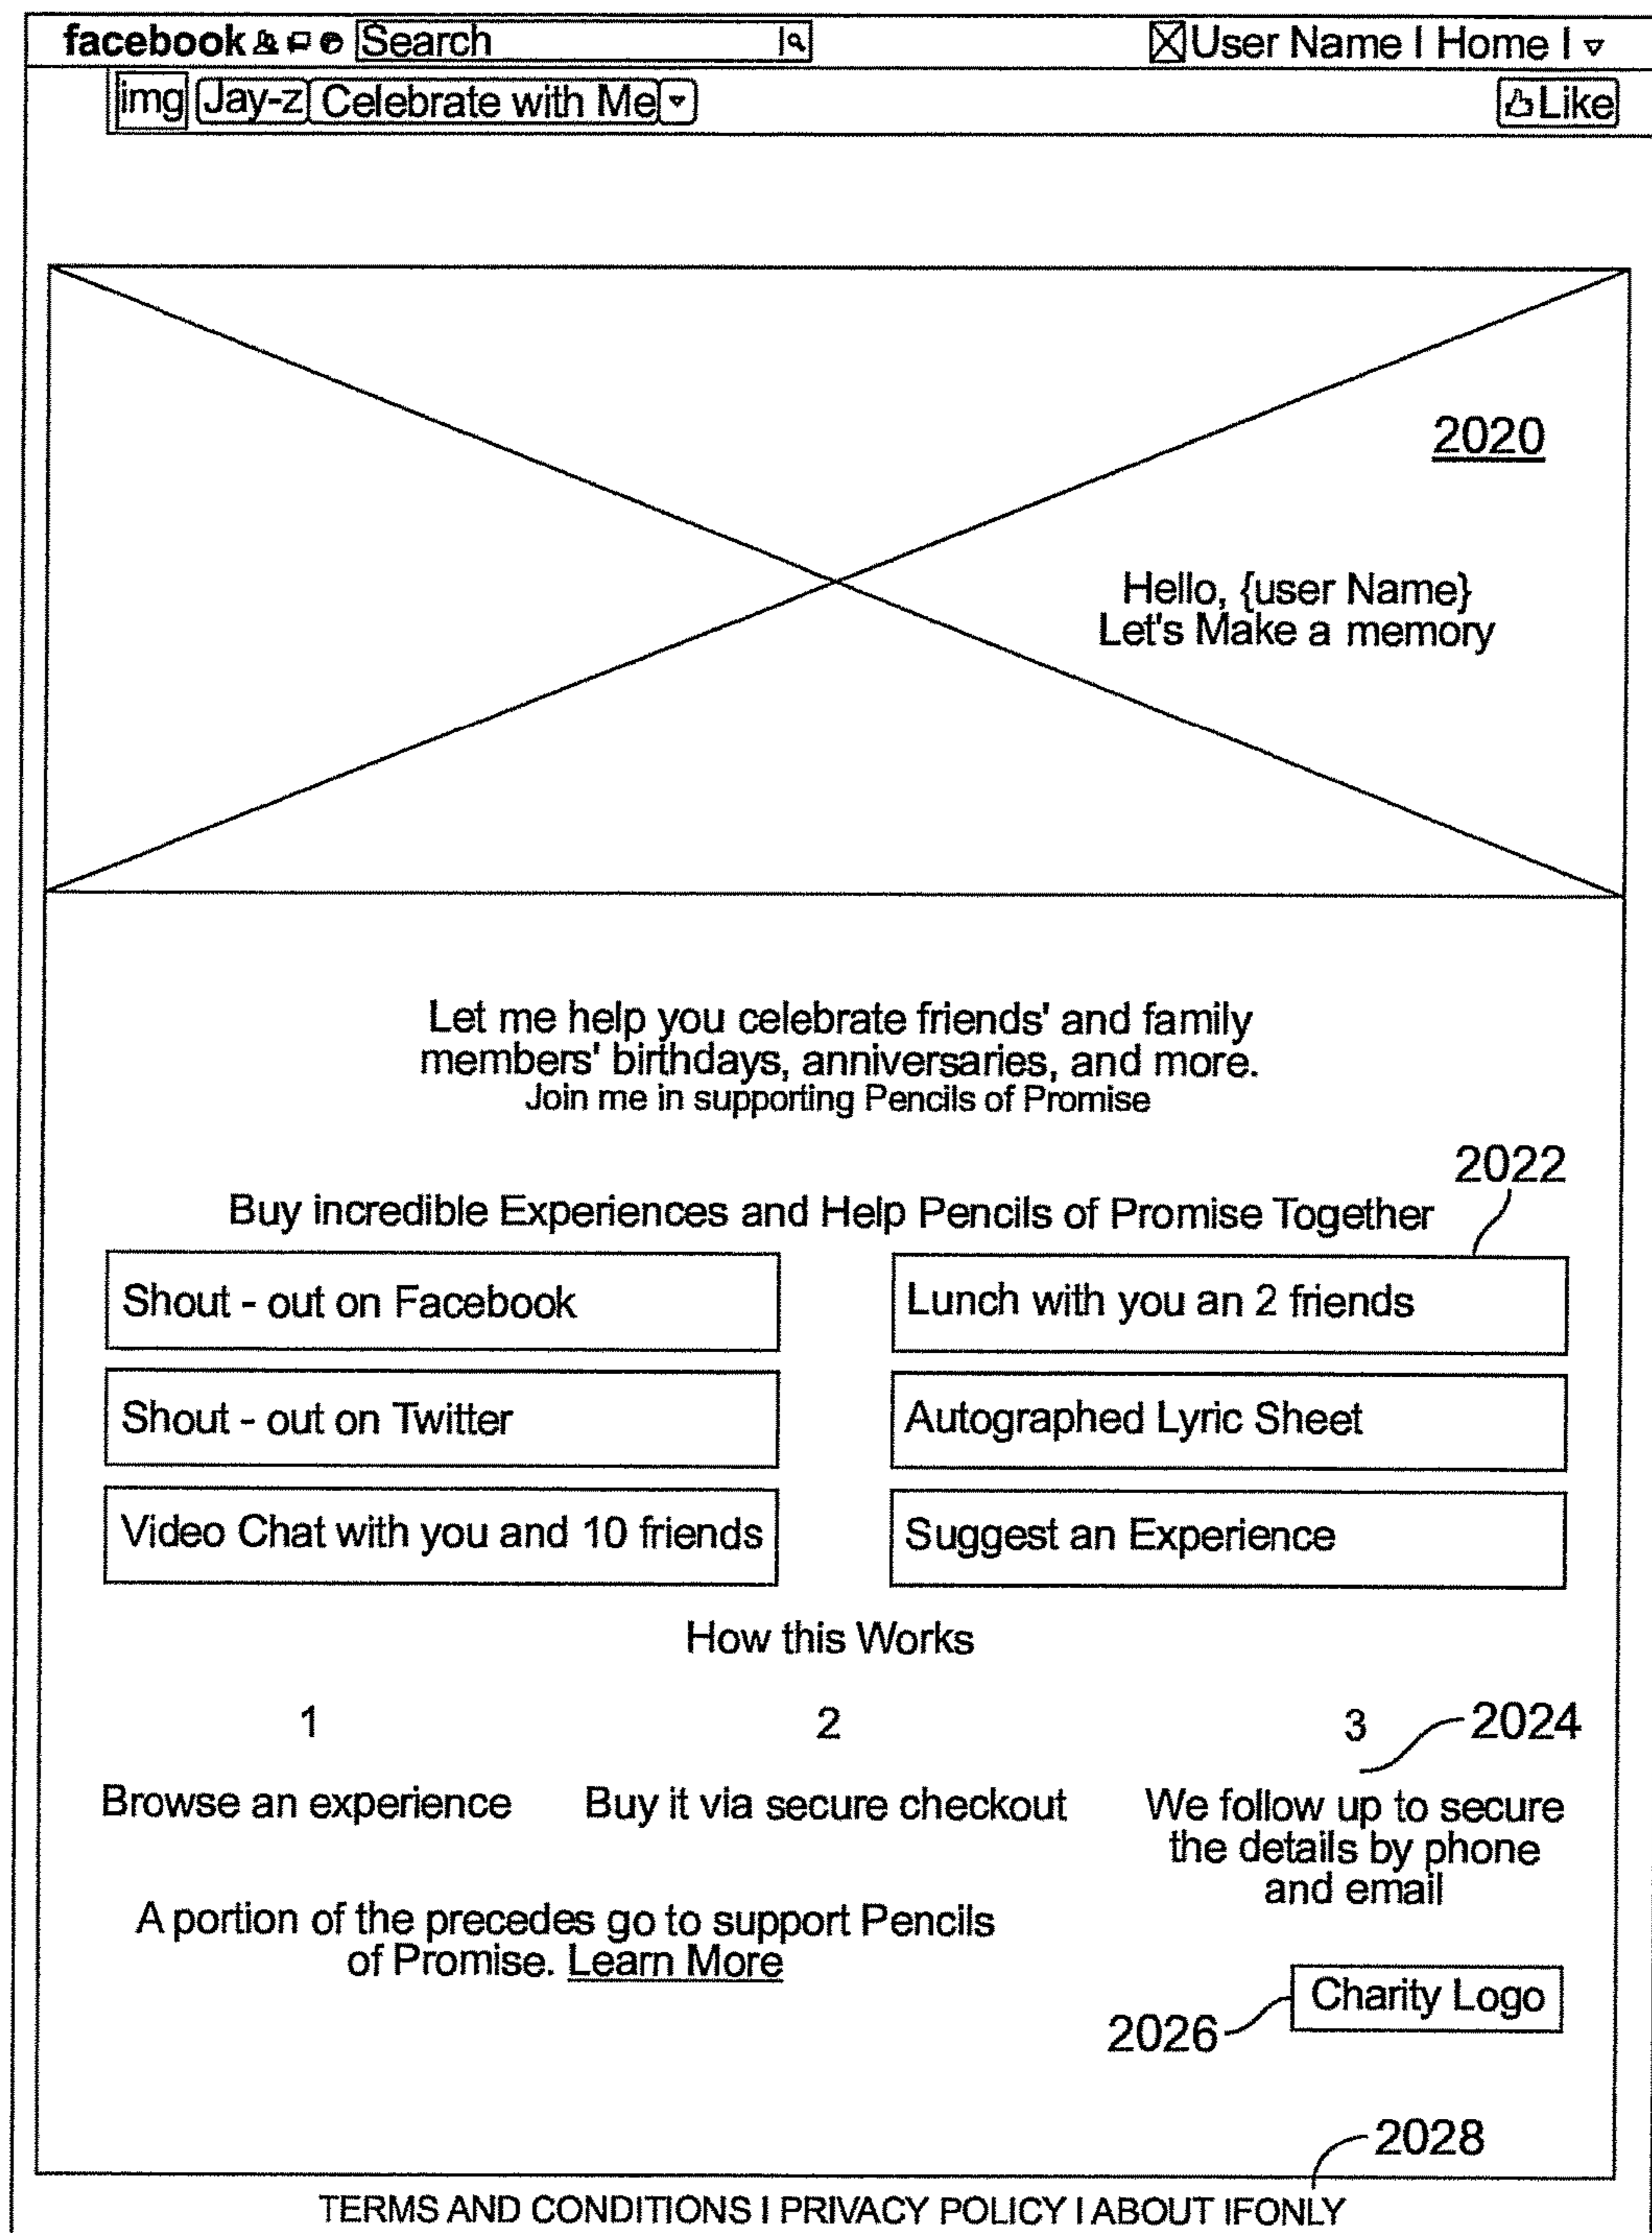 facebook Search User Name | Home |
img Jay-z Celebrate with Me Like
2020
Hello, {user Name}
Let's Make a memory
Let me help you celebrate friends' and family
members' birthdays, anniversaries, and more.
Join me in supporting Pencils of Promise
2022
Buy incredible Experiences and Help Pencils of Promise Together
Shout - out on Facebook
Lunch with you an 2 friends
Shout - out on Twitter
Autographed Lyric Sheet
Video Chat with you and 10 friends
Suggest an Experience
How this Works
1 2 3 2024
Browse an experience
Buy it via secure checkout
We follow up to secure
the details by phone
and email
A portion of the precedes go to support Pencils
of Promise. Learn More
Charity Logo
2026
2028
TERMS AND CONDITIONS | PRIVACY POLICY | ABOUT IFONLY